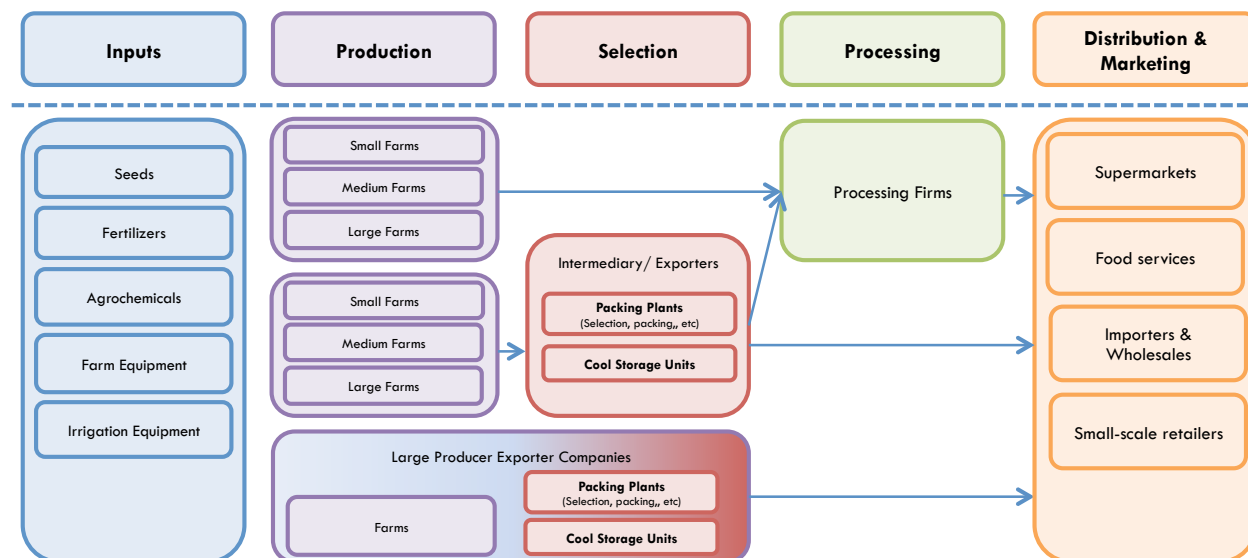 Inputs
Production
Selection
Processing
Distribution &
Marketing
Seeds
Fertilizers
Agrochemicals
Farm Equipment
Irrigation Equipment
Small Farms
Medium Farms
Large Farms
Small Farms
Medium Farms
Large Farms
Intermediary/ Exporters
Packing Plants
(Selection, packing,, etc)
Cool Storage Units
Large Producer Exporter Companies
Farms
Packing Plants
(Selection, packing,, etc)
Cool Storage Units
Processing Firms
Supermarkets
Food services
Importers &
Wholesales
Small-scale retailers